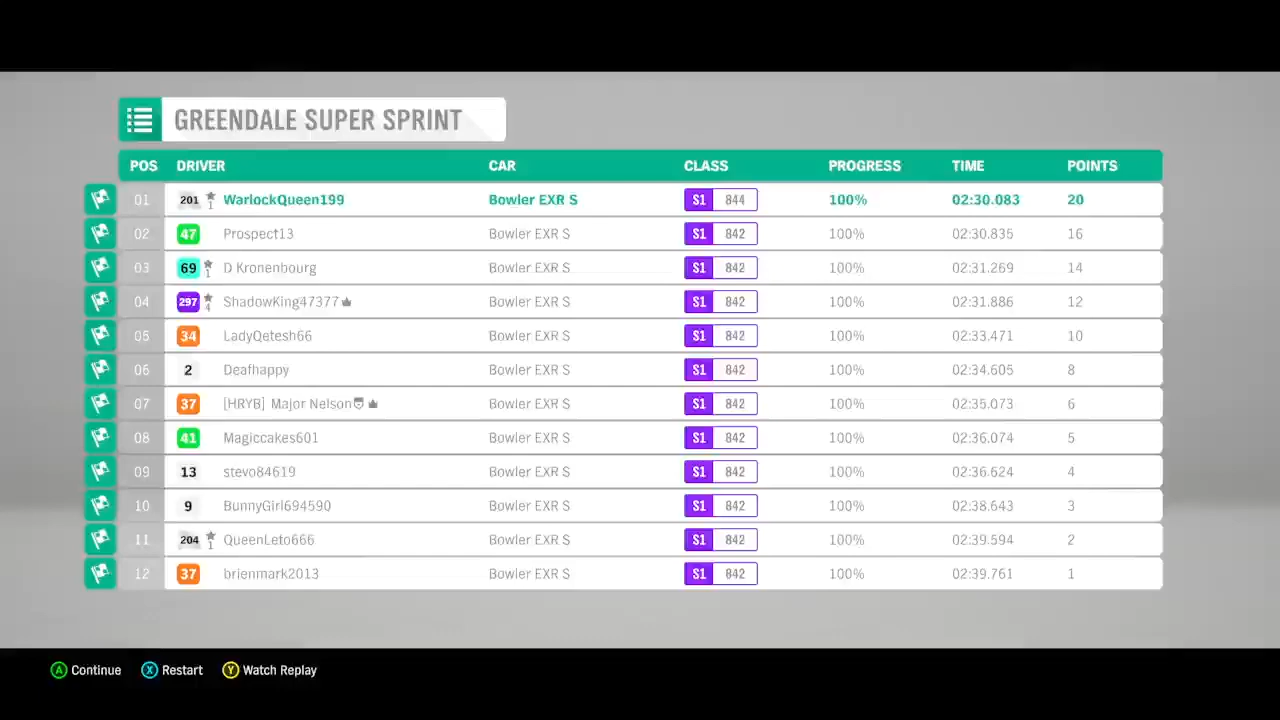 GREENDALE SUPER SPRINT
POS DRIVER CAR CLASS PROGRESS TIME POINTS
01 201 1 WarlockQueen199 Bowler EXR S S1 844 100% 02:30.083 20
02 47 Prospect13 Bowler EXR S S1 842 100% 02:30.835 16
03 69 1 D Kronenbourg Bowler EXR S S1 842 100% 02:31.269 14
04 297 4 ShadowKing47377 Bowler EXR S S1 842 100% 02:31.886 12
05 34 LadyQetesh66 Bowler EXR S S1 842 100% 02:33.471 10
06 2 Deafhappy Bowler EXR S S1 842 100% 02:34.605 8
07 37 [HRYB] Major Nelson Bowler EXR S S1 842 100% 02:35.073 6
08 41 Magiccakes601 Bowler EXR S S1 842 100% 02:36.074 5
09 13 stevo84619 Bowler EXR S S1 842 100% 02:36.624 4
10 9 BunnyGirl694590 Bowler EXR S S1 842 100% 02:38.643 3
11 204 1 QueenLeto666 Bowler EXR S S1 842 100% 02:39.594 2
12 37 brienmark2013 Bowler EXR S S1 842 100% 02:39.761 1
A Continue X Restart Y Watch Replay